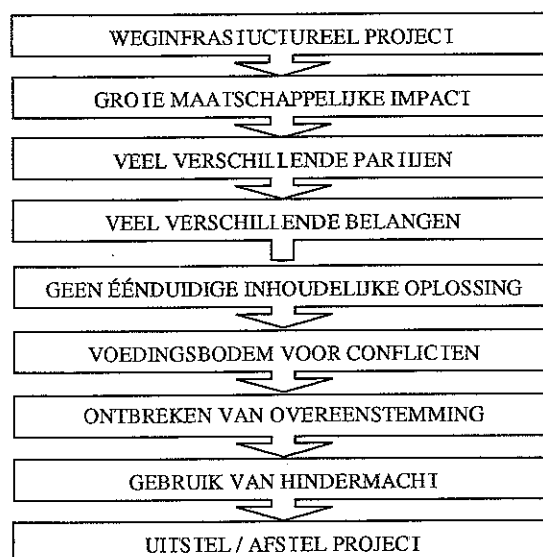 WEGINFRASTUCTUREEL PROJECT
GROTE MAATSCHAPPELIJKE IMPACT
VEEL VERSCHILLENDE PARTIJEN
VEEL VERSCHILLENDE BELANGEN
GEEN ÉÉNDUIDIGE INHOUDELIJKE OPLOSSING
VOEDINGSBODEM VOOR CONFLICTEN
ONTBREKEN VAN OVEREENSTEMMING
GEBRUIK VAN HINDERMACHT
UITSTEL / AFSTEL PROJECT